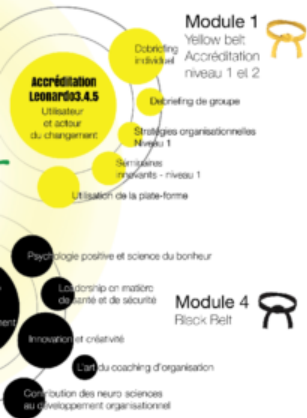 Module 1
Yellow belt
Accréditation
niveau 1 et 2
Debriefing
individuel
Accréditation
Leonardo3.4.5
Utilisateur
et acteur
du changement
Debriefing de groupe
Stratégies organisationnelles
Niveau 1
Séminaires
innovants - niveau 1
Utilisation de la plate-forme
Psychologie positive et science du bonheur
Leadership en matière
de santé et de sécurité
Module 4
Black Belt
Innovation et créativité
L'art du coaching d'organisation
Contribution des neuro sciences
au développement organisationnel